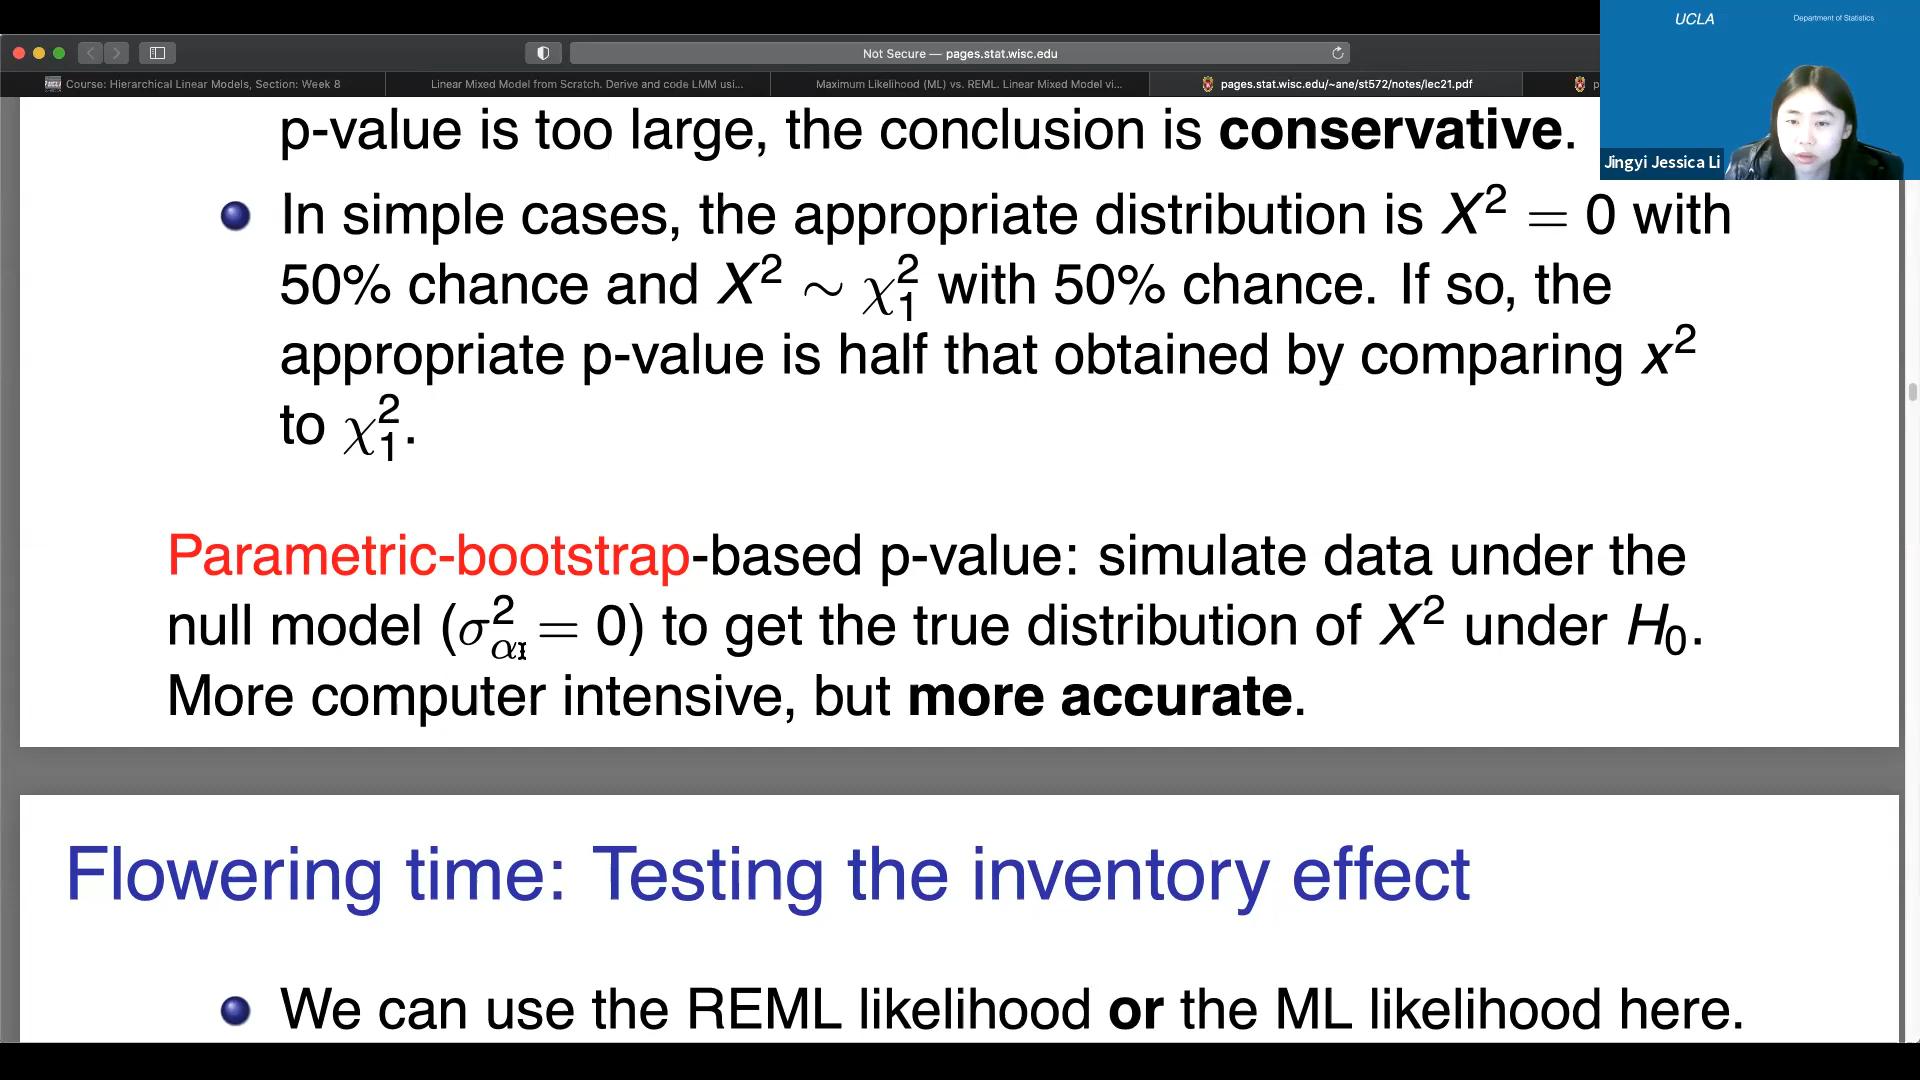 UCLA
Department of Statistics
Not Secure — pages.stat.wisc.edu
Course: Hierarchical Linear Models, Section: Week 8
Linear Mixed Model from Scratch. Derive and code LMM usi...
Maximum Likelihood (ML) vs. REML. Linear Mixed Model vi...
pages.stat.wisc.edu/~ane/st572/notes/lec21.pdf
p
Jingyi Jessica Li
p-value is too large, the conclusion is conservative.
In simple cases, the appropriate distribution is X² = 0 with
50% chance and X² ∼ χ²₁ with 50% chance. If so, the
appropriate p-value is half that obtained by comparing x²
to χ²₁.
Parametric-bootstrap-based p-value: simulate data under the
null model (σ²α = 0) to get the true distribution of X² under H₀.
More computer intensive, but more accurate.
Flowering time: Testing the inventory effect
We can use the REML likelihood or the ML likelihood here.